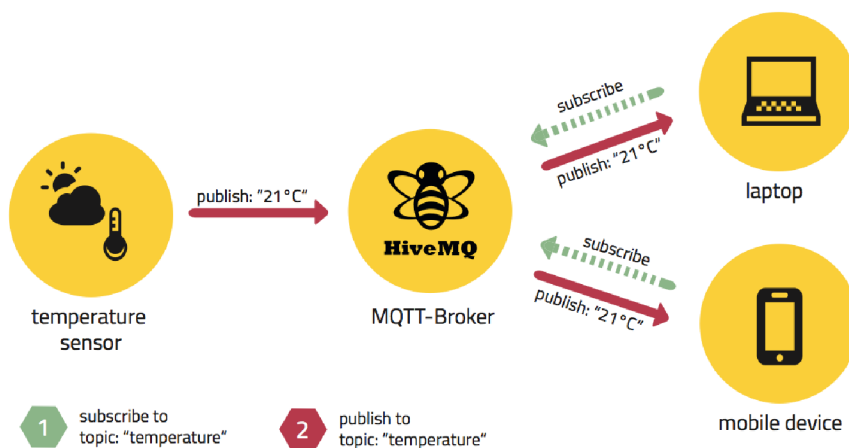 subscribe
publish: "21°C"
laptop
publish: "21°C"
HiveMQ
MQTT-Broker
temperature
sensor
subscribe
publish: "21°C"
mobile device
1
subscribe to
topic: "temperature"
2
publish to
topic: "temperature"